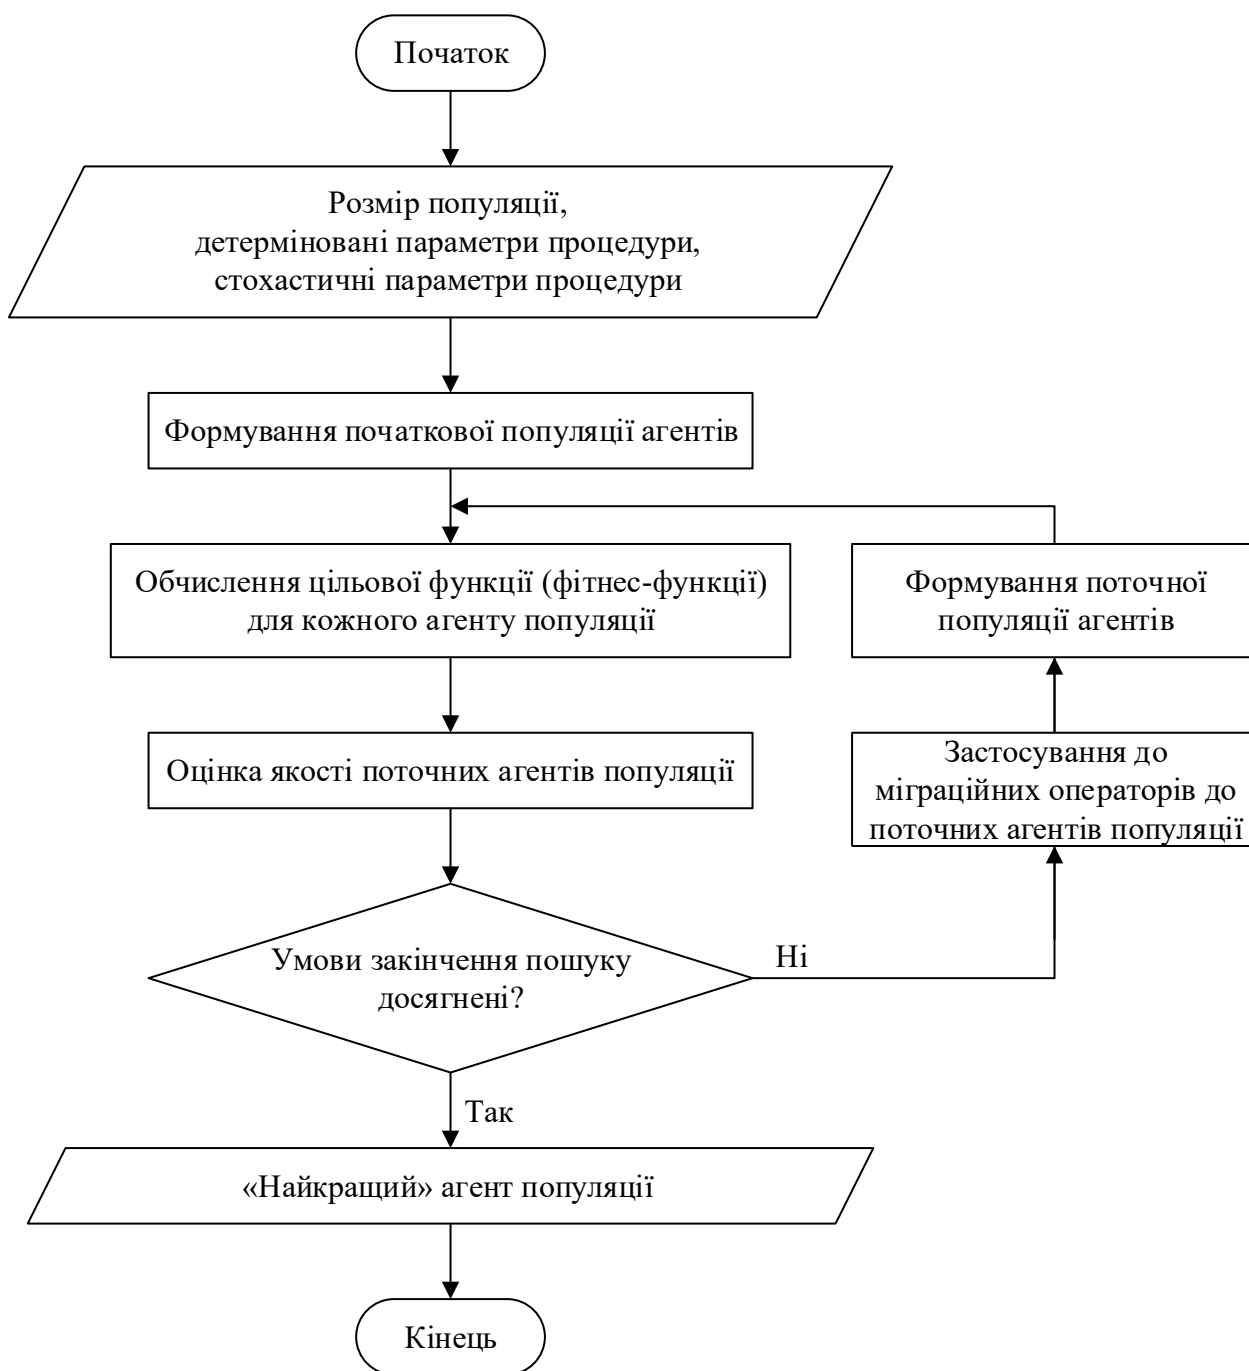 Початок
Розмір популяції,
детерміновані параметри процедури,
стохастичні параметри процедури
Формування початкової популяції агентів
Обчислення цільової функції (фітнес-функції)
для кожного агенту популяції
Формування поточної
популяції агентів
Оцінка якості поточних агентів популяції
Застосування до
міграційних операторів до
поточних агентів популяції
Умови закінчення пошуку
досягнені?
Ні
Так
«Найкращий» агент популяції
Кінець